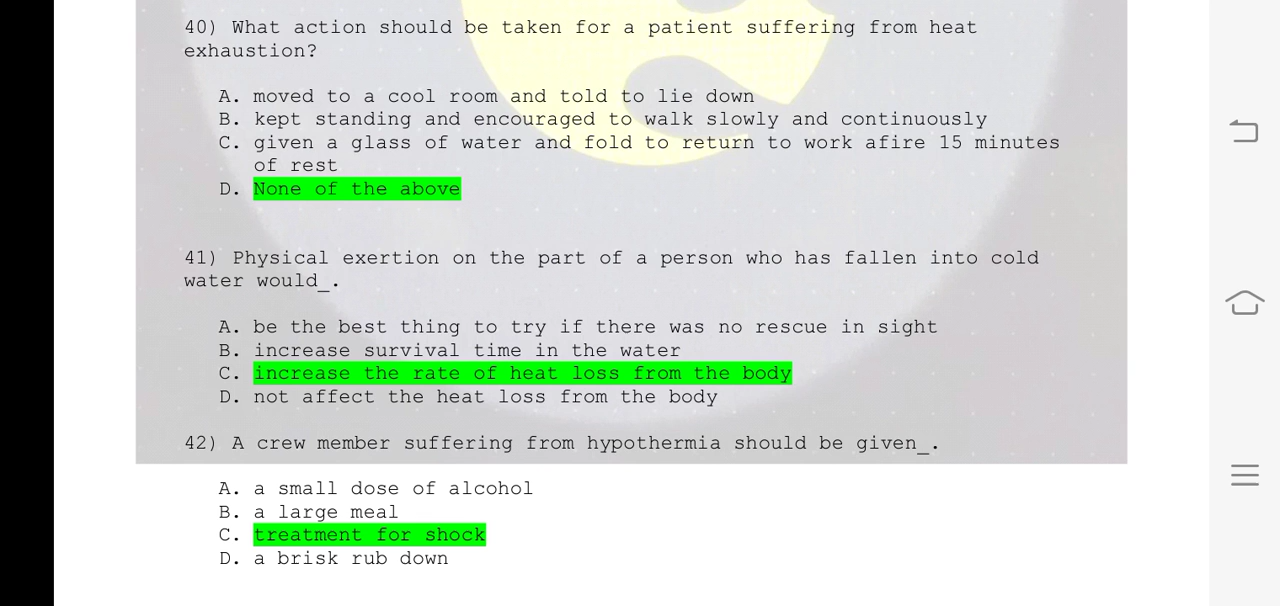 40) What action should be taken for a patient suffering from heat
exhaustion?
A. moved to a cool room and told to lie down
B. kept standing and encouraged to walk slowly and continuously
C. given a glass of water and fold to return to work afire 15 minutes
of rest
D. None of the above
41) Physical exertion on the part of a person who has fallen into cold
water would_.
A. be the best thing to try if there was no rescue in sight
B. increase survival time in the water
C. increase the rate of heat loss from the body
D. not affect the heat loss from the body
42) A crew member suffering from hypothermia should be given_.
A. a small dose of alcohol
B. a large meal
C. treatment for shock
D. a brisk rub down